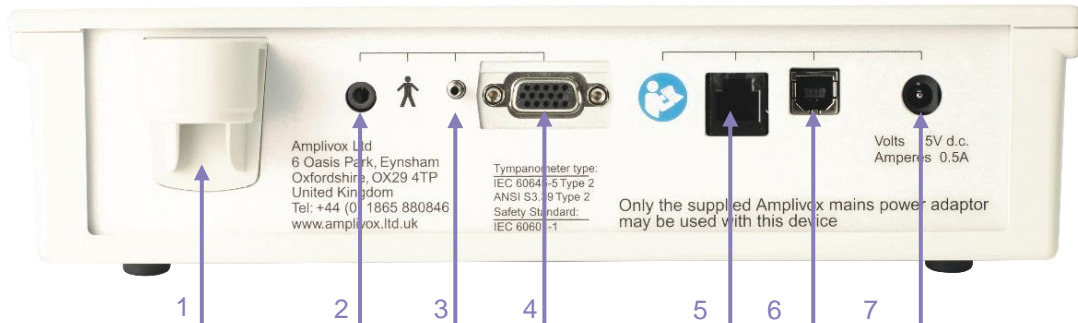 Amplivox Ltd
6 Oasis Park, Eynsham
Oxfordshire, OX29 4TP
United Kingdom
Tel: +44 (0) 1865 880846
www.amplivox.ltd.uk
Tympanometer type:
IEC 60645-5 Type 2
ANSI S3.39 Type 2
Safety Standard:
IEC 60601-1
Volts 5V d.c.
Amperes 0.5A
Only the supplied Amplivox mains power adaptor
may be used with this device
1 2 3 4 5 6 7